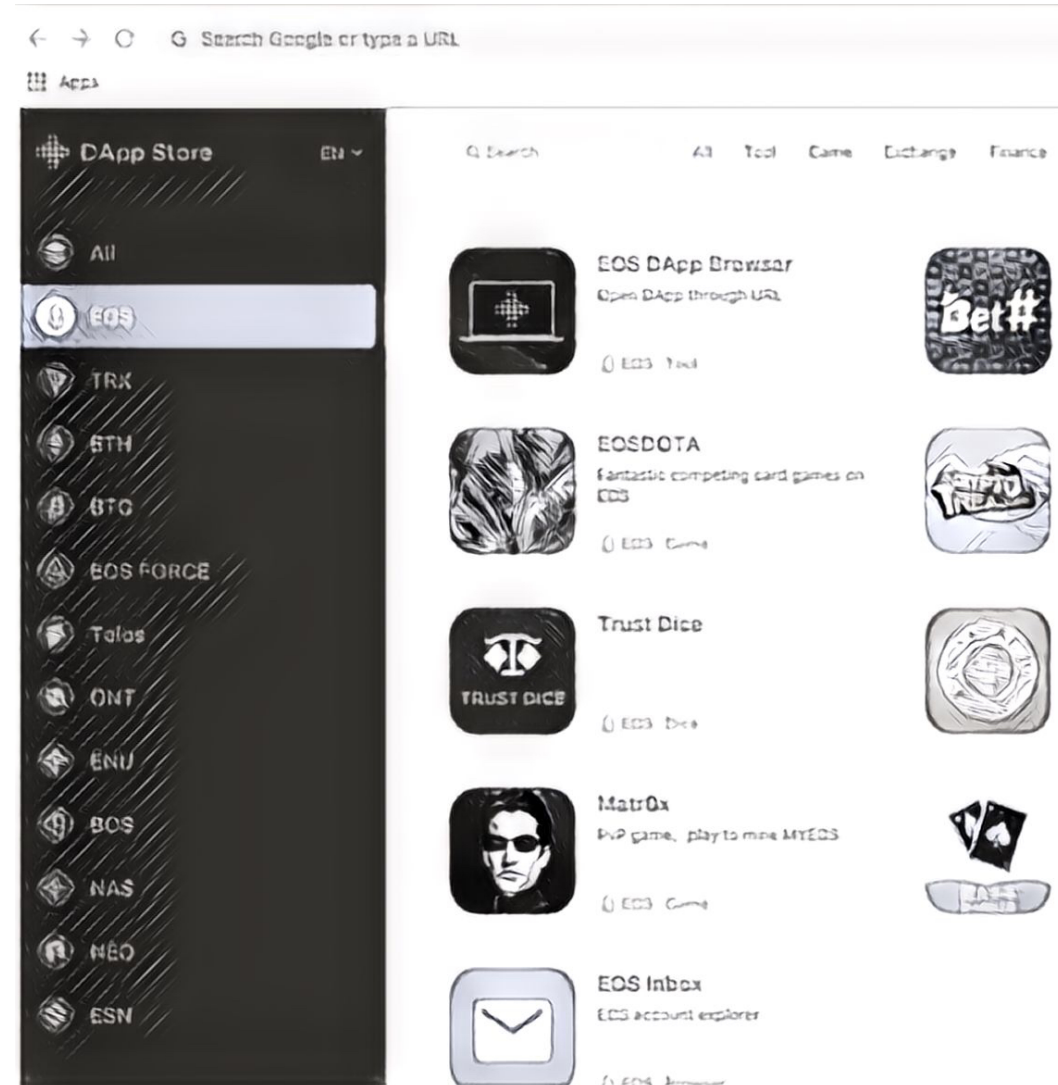 Search Google or type a URL
Apps
DApp Store EN
Search All Tool Game Exchange Finance
All
EOS
TRX
ETH
BTC
EOS FORCE
Telos
ONT
ENU
BOS
NAS
NEO
ESN
EOS DApp Browser
Open DApp through URL
EOS Tool
Bet#
EOSDOTA
Fantastic competing card games on
EOS
EOS Game
Trust Dice
TRUST DICE
EOS Dice
Matr0x
PVP game, play to mine MYEOS
EOS Game
EOS Inbox
EOS account explorer
EOS